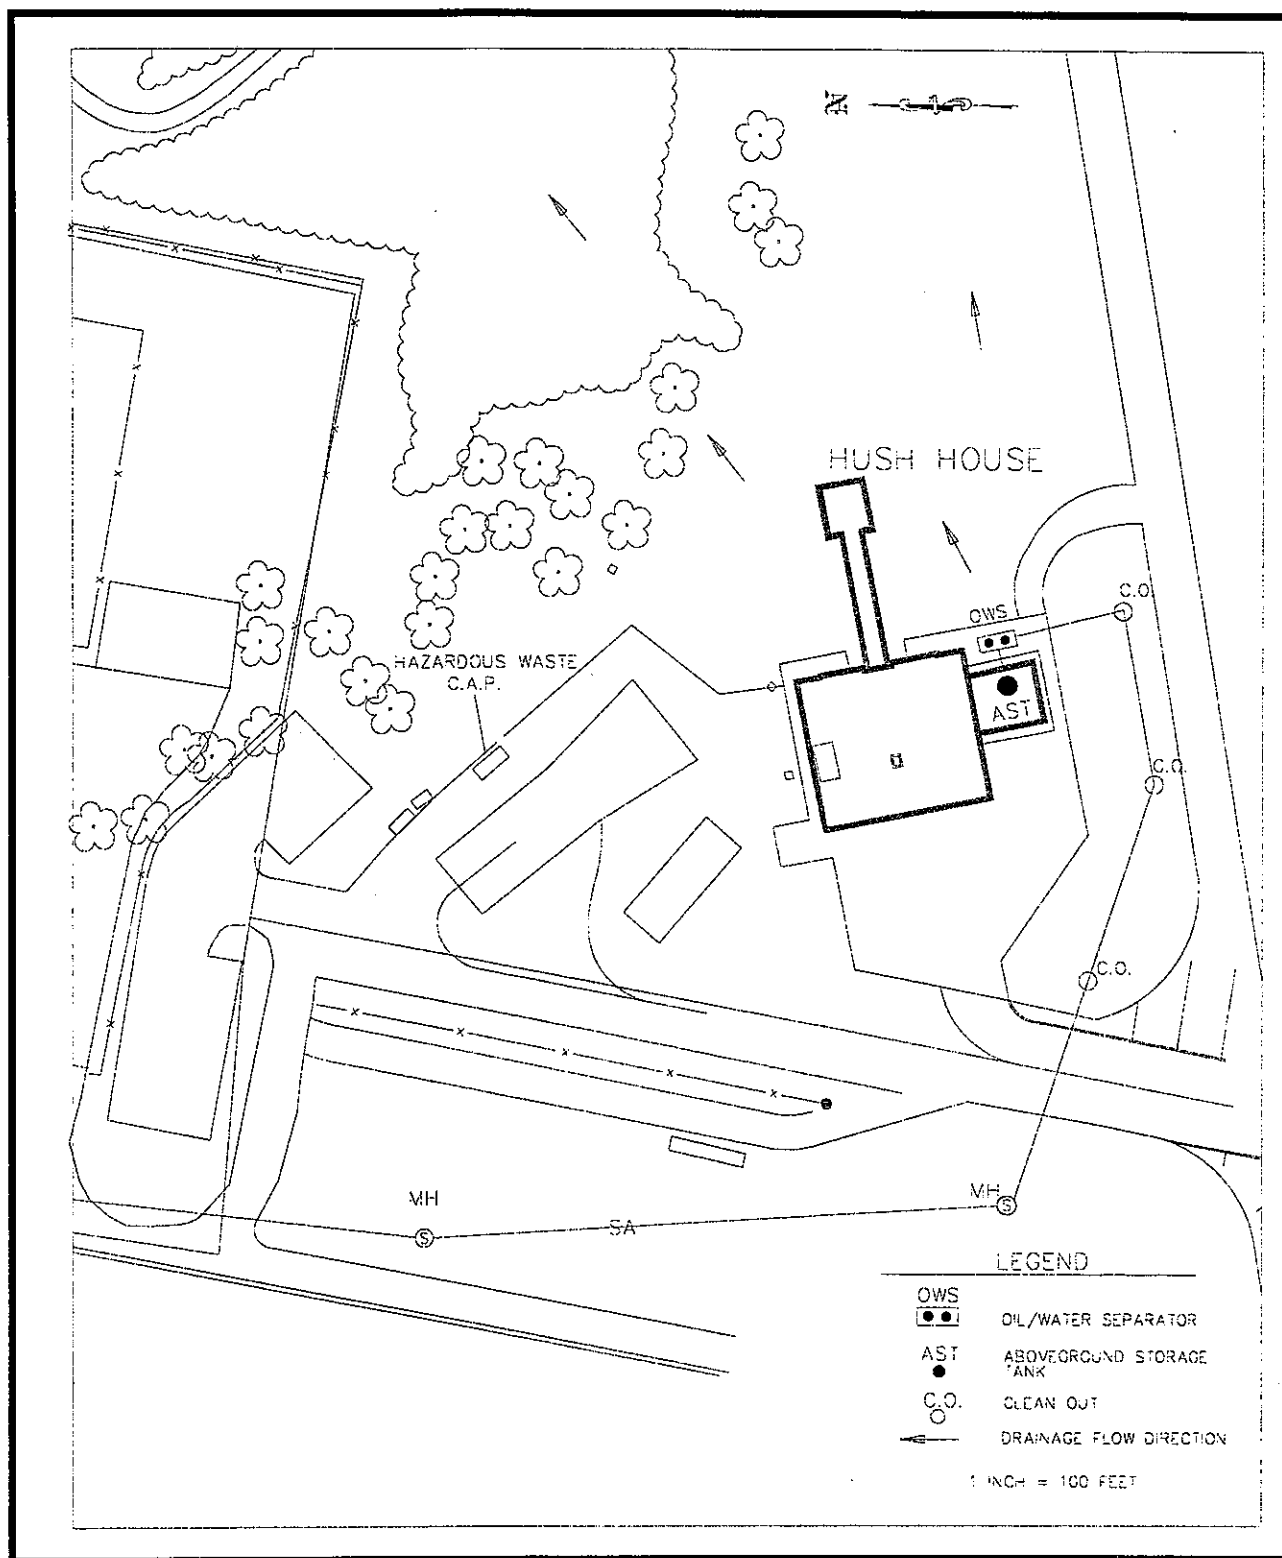 N
HUSH HOUSE
OWS
C.O.
HAZARDOUS WASTE
C.A.P.
AST
C.O.
C.O.
MH
MH
S
S
SA
LEGEND
OWS
OIL/WATER SEPARATOR
AST
ABOVEGROUND STORAGE
TANK
C.O.
CLEAN OUT
DRAINAGE FLOW DIRECTION
1 INCH = 100 FEET